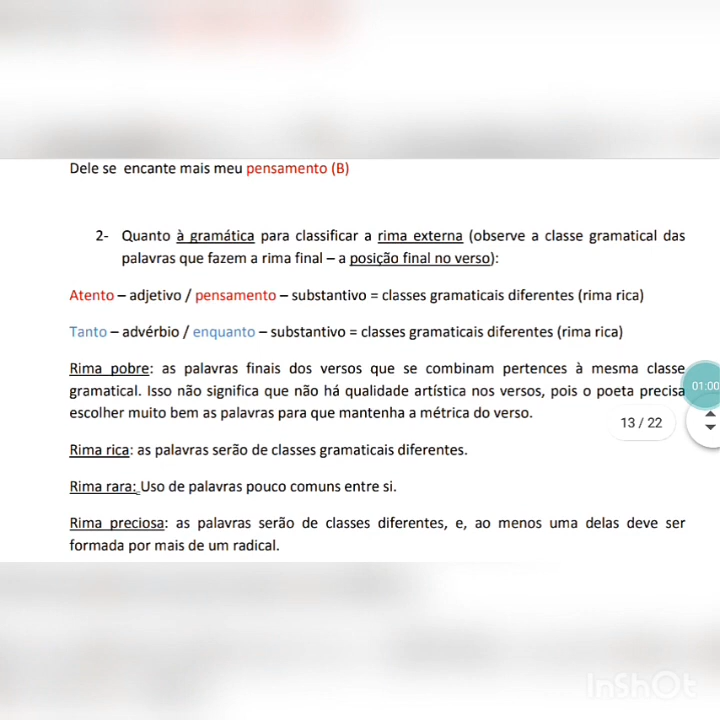 Dele se encante mais meu pensamento (B)
2- Quanto à gramática para classificar a rima externa (observe a classe gramatical das
palavras que fazem a rima final – a posição final no verso):
Atento – adjetivo / pensamento – substantivo = classes gramaticais diferentes (rima rica)
Tanto – advérbio / enquanto – substantivo = classes gramaticais diferentes (rima rica)
Rima pobre: as palavras finais dos versos que se combinam pertences à mesma classe
gramatical. Isso não significa que não há qualidade artística nos versos, pois o poeta precisa
escolher muito bem as palavras para que mantenha a métrica do verso.
01:00
13 / 22
Rima rica: as palavras serão de classes gramaticais diferentes.
Rima rara: Uso de palavras pouco comuns entre si.
Rima preciosa: as palavras serão de classes diferentes, e, ao menos uma delas deve ser
formada por mais de um radical.
InShOt